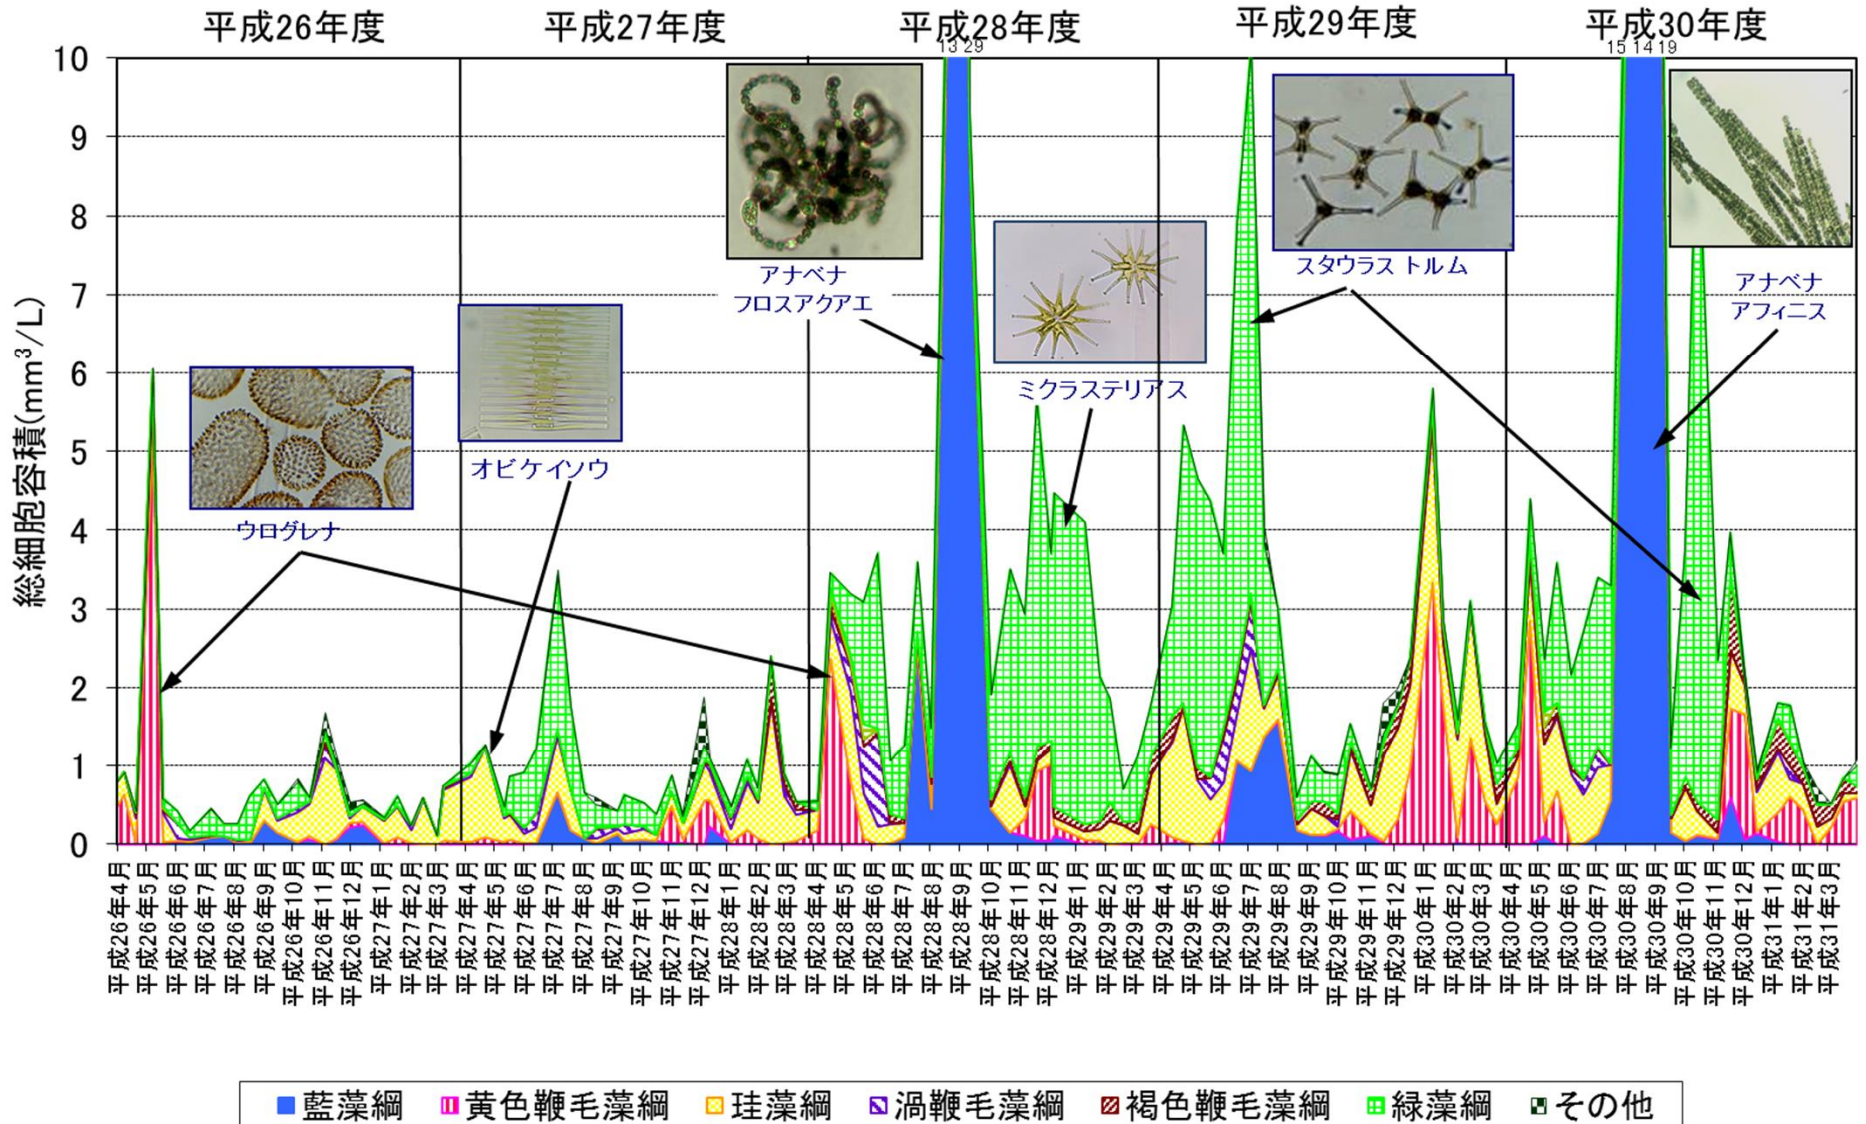 平成26年度
平成27年度
平成28年度
平成29年度
平成30年度
13 29
15 14 19
10
9
8
7
6
5
4
3
2
1
0
総細胞容積(mm³/L)
アナベナ
フロスアクアエ
スタウラストルム
アナベナ
アフィニス
ミクラステリアス
オビケイソウ
ウログレナ
平成26年4月
平成26年5月
平成26年6月
平成26年7月
平成26年8月
平成26年9月
平成26年10月
平成26年11月
平成26年12月
平成27年1月
平成27年2月
平成27年3月
平成27年4月
平成27年5月
平成27年6月
平成27年7月
平成27年8月
平成27年9月
平成27年10月
平成27年11月
平成27年12月
平成28年1月
平成28年2月
平成28年3月
平成28年4月
平成28年5月
平成28年6月
平成28年7月
平成28年8月
平成28年9月
平成28年10月
平成28年11月
平成28年12月
平成29年1月
平成29年2月
平成29年3月
平成29年4月
平成29年5月
平成29年6月
平成29年7月
平成29年8月
平成29年9月
平成29年10月
平成29年11月
平成29年12月
平成30年1月
平成30年2月
平成30年3月
平成30年4月
平成30年5月
平成30年6月
平成30年7月
平成30年8月
平成30年9月
平成30年10月
平成30年11月
平成30年12月
平成31年1月
平成31年2月
平成31年3月
藍藻綱 黄色鞭毛藻綱 珪藻綱 渦鞭毛藻綱 褐色鞭毛藻綱 緑藻綱 その他